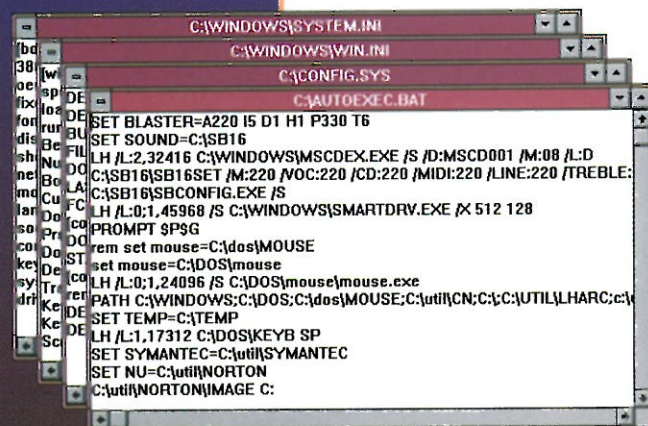 C:\WINDOWS\SYSTEM.INI
C:\WINDOWS\WIN.INI
C:\CONFIG.SYS
C:\AUTOEXEC.BAT
SET BLASTER=A220 I5 D1 H1 P330 T6
SET SOUND=C:\SB16
LH /L:2,32416 C:\WINDOWS\MSCDEX.EXE /S /D:MSCD001 /M:08 /L:D
C:\SB16\SB16SET /M:220 /VOC:220 /CD:220 /MIDI:220 /LINE:220 /TREBLE:
C:\SB16\SBCONFIG.EXE /S
LH /L:0;1,45968 /S C:\WINDOWS\SMARTDRV.EXE /X 512 128
PROMPT $P$G
rem set mouse=C:\dos\MOUSE
set mouse=C:\DOS\mouse
LH /L:0;1,24096 /S C:\DOS\mouse\mouse.exe
PATH C:\WINDOWS;C:\DOS;C:\dos\MOUSE;C:\util\CN;C:\;C:\UTIL\LHARC;c:\
SET TEMP=C:\TEMP
LH /L:1,17312 C:\DOS\KEYB SP
SET SYMANTEC=C:\util\SYMANTEC
SET NU=C:\util\NORTON
C:\util\NORTON\IMAGE C: